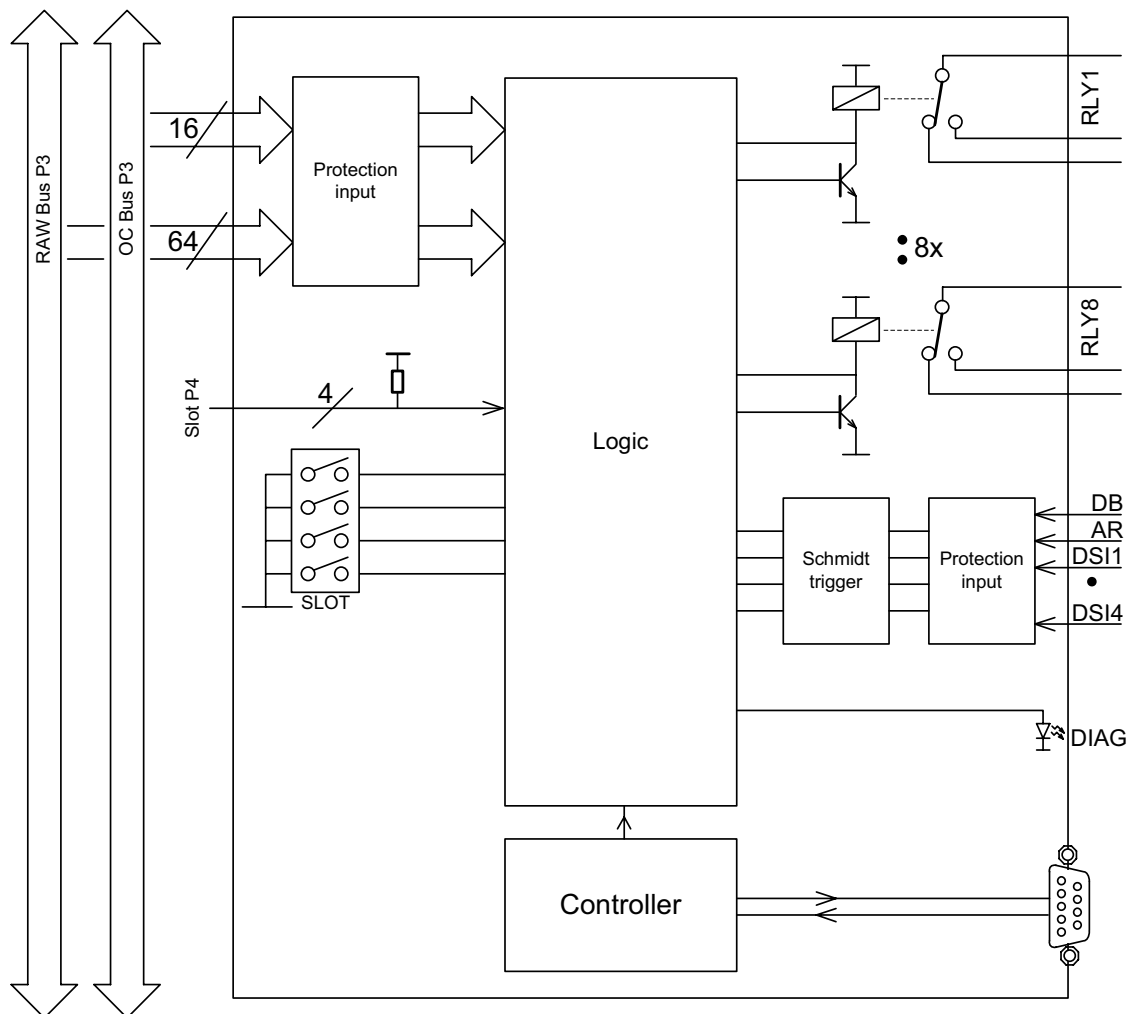 RAW Bus P3
OC Bus P3
16
64
Protection
input
Slot P4
4
SLOT
Logic
RLY1
8x
RLY8
Schmidt
trigger
Protection
input
DB
AR
DSI1
DSI4
DIAG
Controller